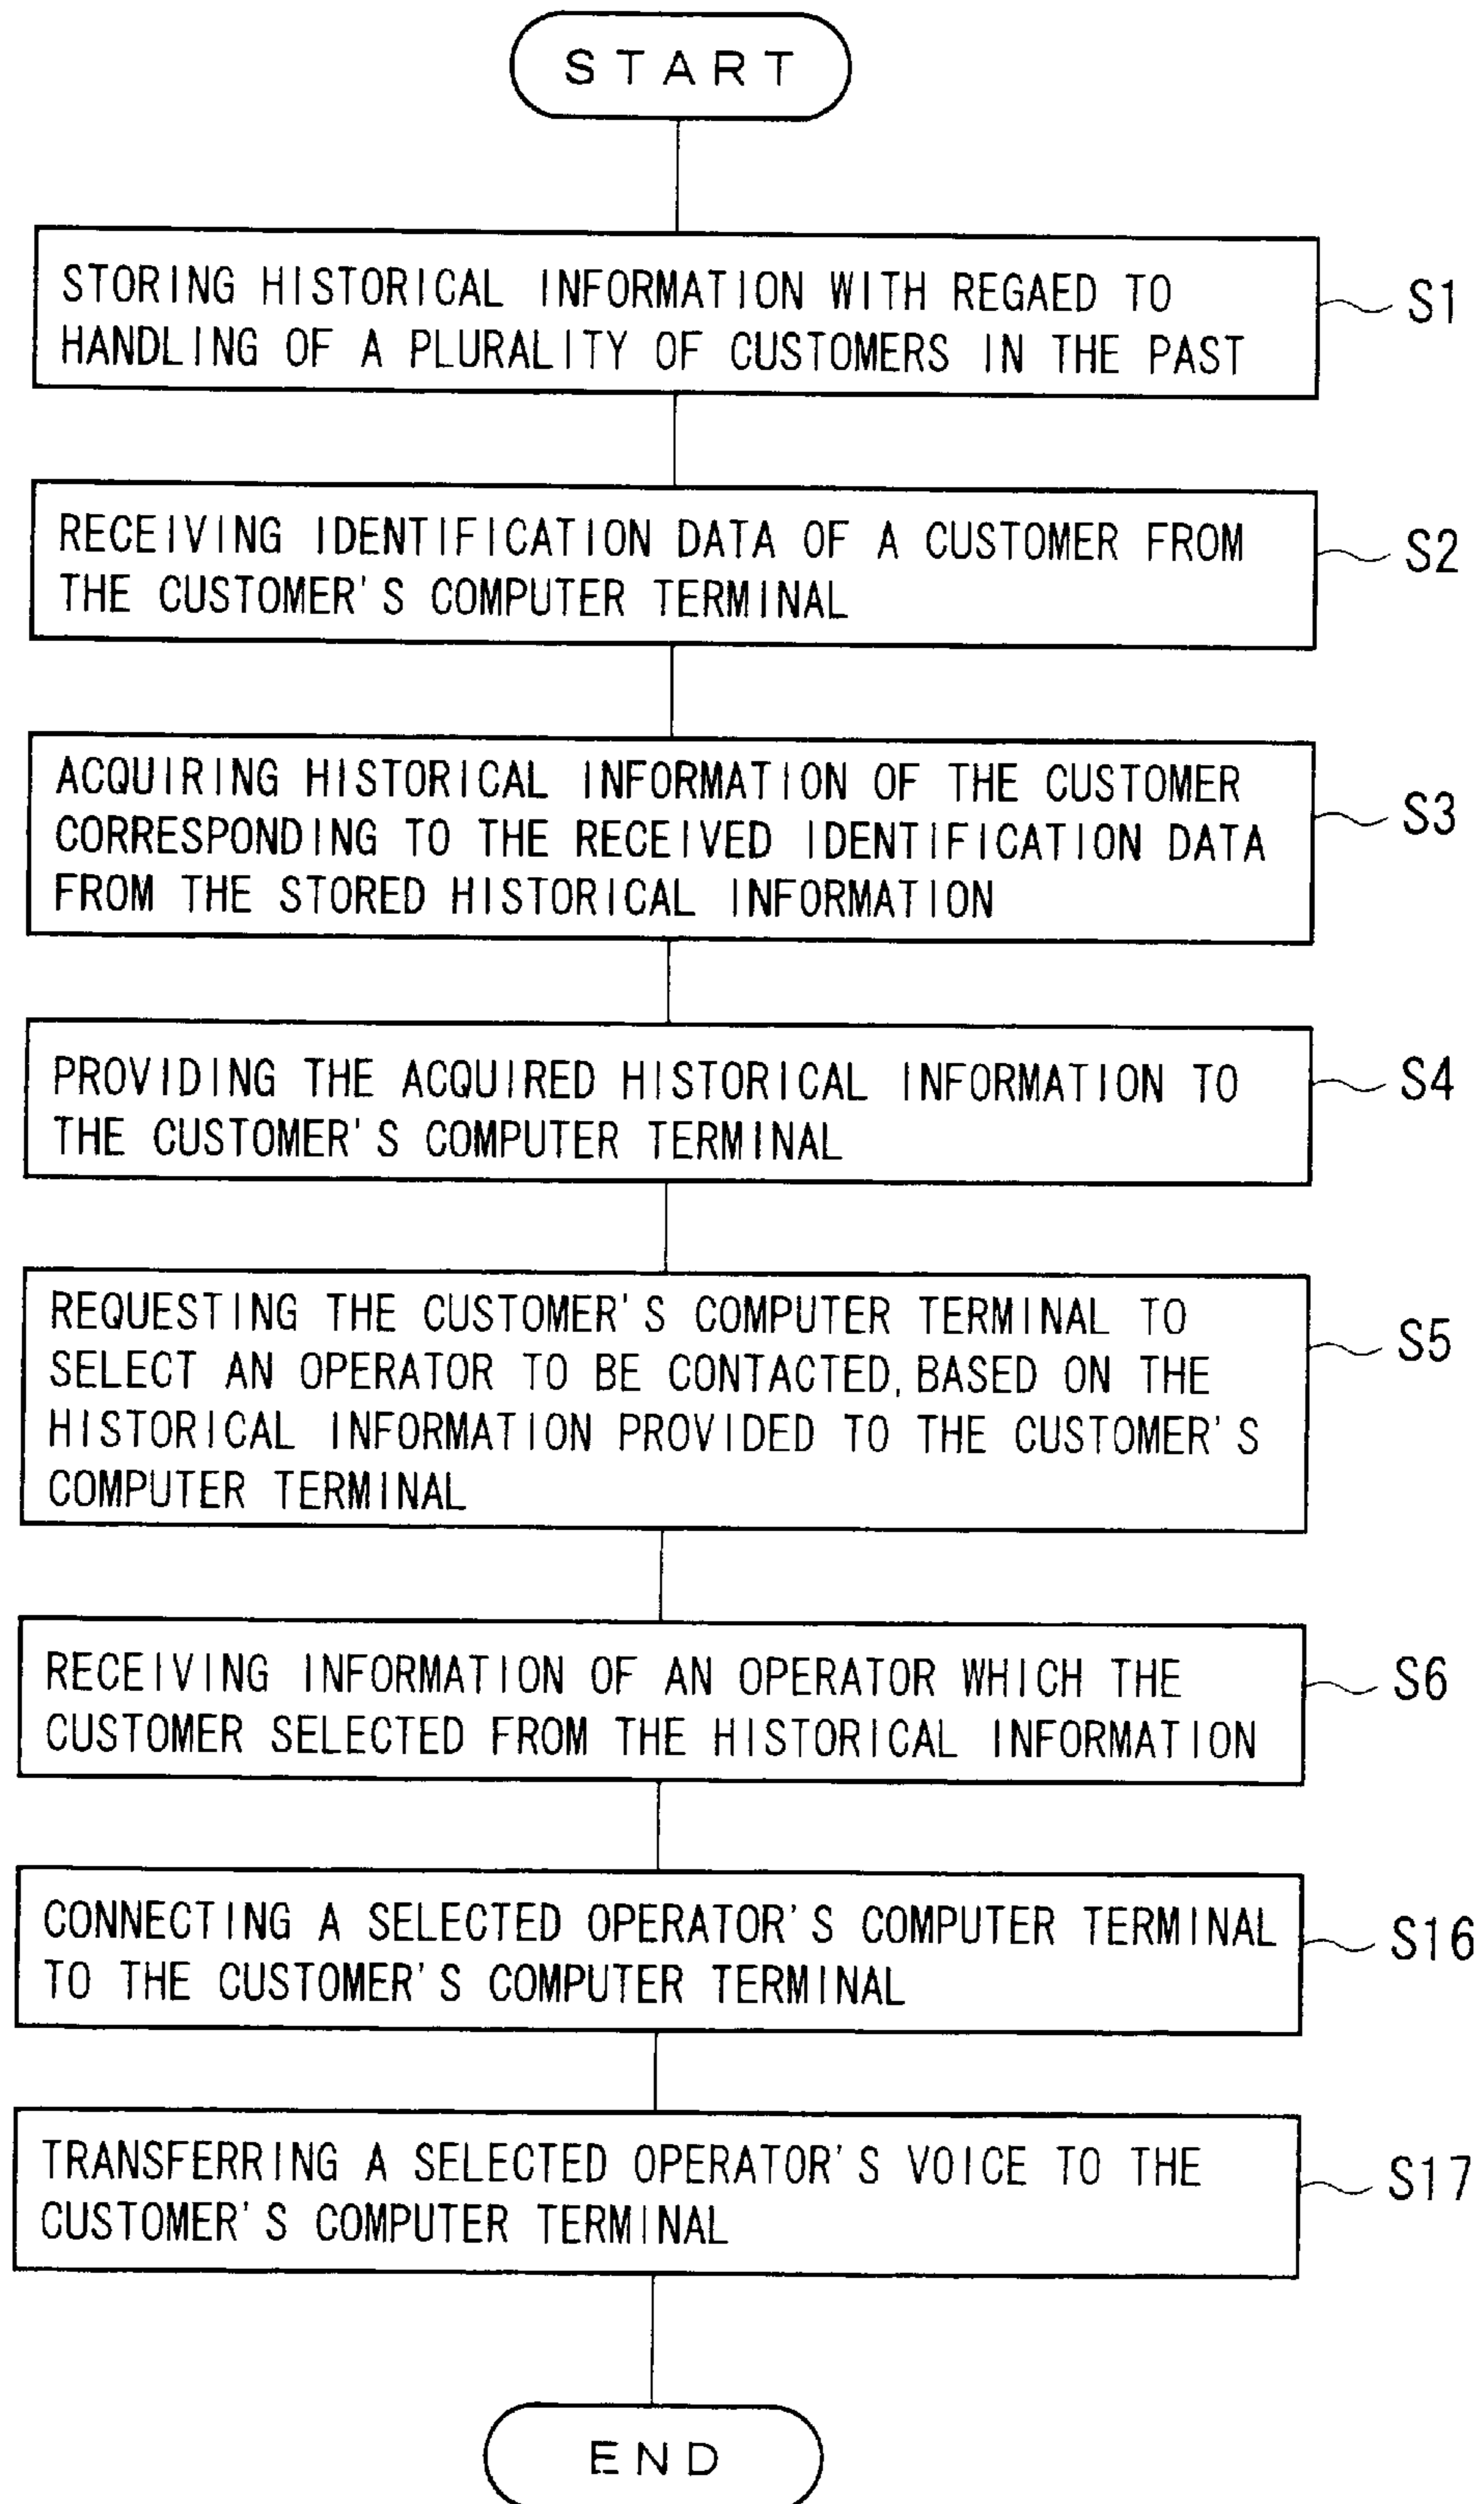 START
STORING HISTORICAL INFORMATION WITH REGAED TO
HANDLING OF A PLURALITY OF CUSTOMERS IN THE PAST
S1
RECEIVING IDENTIFICATION DATA OF A CUSTOMER FROM
THE CUSTOMER'S COMPUTER TERMINAL
S2
ACQUIRING HISTORICAL INFORMATION OF THE CUSTOMER
CORRESPONDING TO THE RECEIVED IDENTIFICATION DATA
FROM THE STORED HISTORICAL INFORMATION
S3
PROVIDING THE ACQUIRED HISTORICAL INFORMATION TO
THE CUSTOMER'S COMPUTER TERMINAL
S4
REQUESTING THE CUSTOMER'S COMPUTER TERMINAL TO
SELECT AN OPERATOR TO BE CONTACTED, BASED ON THE
HISTORICAL INFORMATION PROVIDED TO THE CUSTOMER'S
COMPUTER TERMINAL
S5
RECEIVING INFORMATION OF AN OPERATOR WHICH THE
CUSTOMER SELECTED FROM THE HISTORICAL INFORMATION
S6
CONNECTING A SELECTED OPERATOR'S COMPUTER TERMINAL
TO THE CUSTOMER'S COMPUTER TERMINAL
S16
TRANSFERRING A SELECTED OPERATOR'S VOICE TO THE
CUSTOMER'S COMPUTER TERMINAL
S17
END